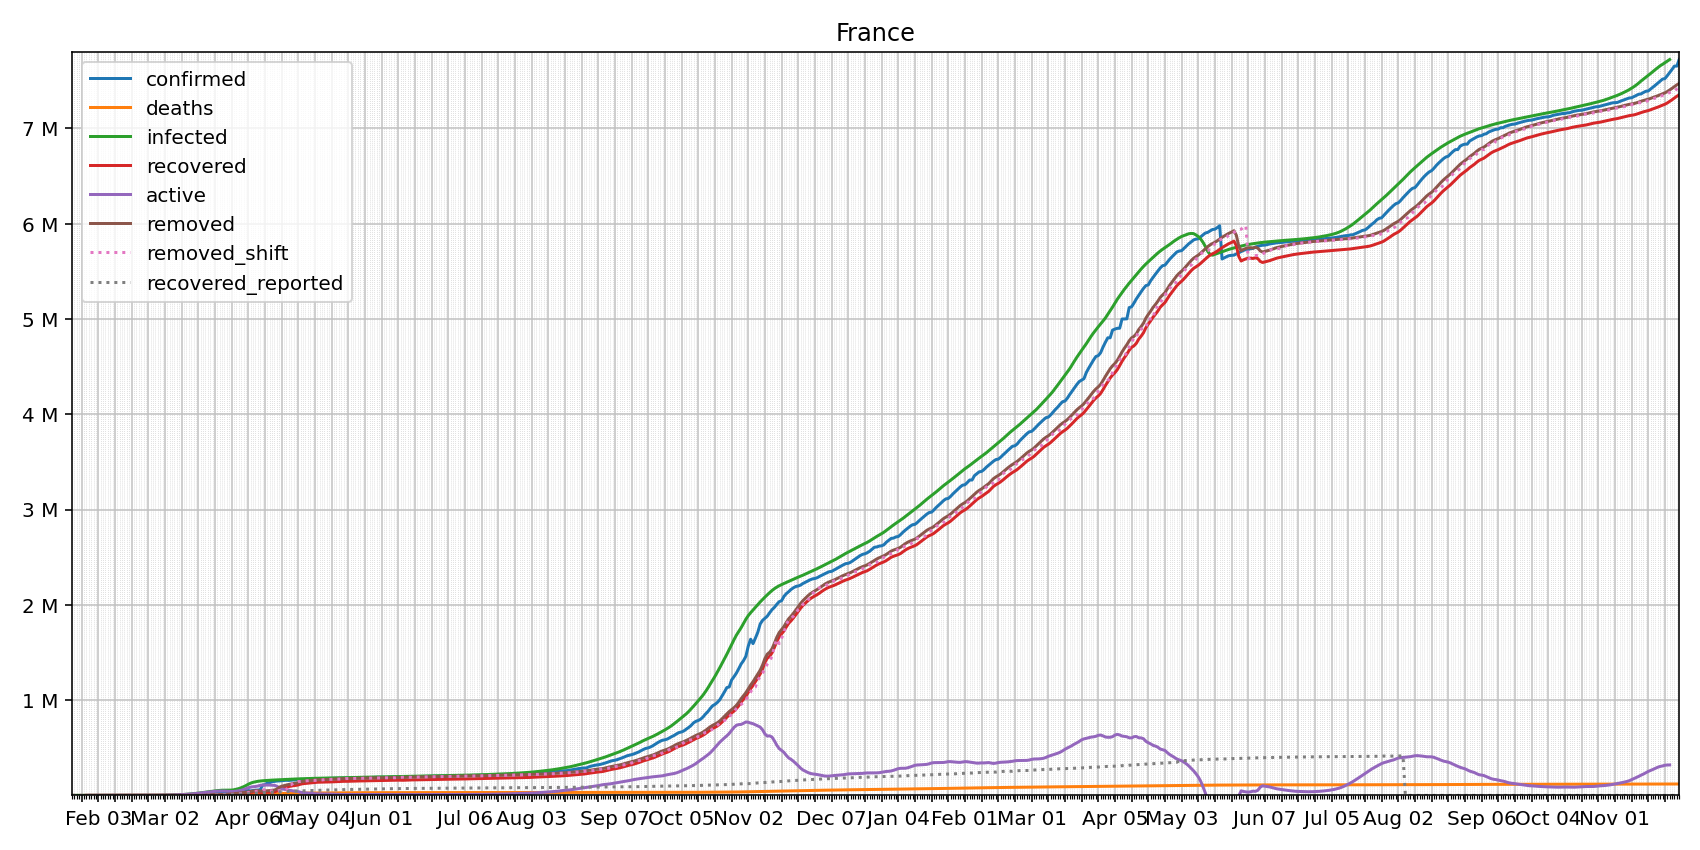 France
confirmed
deaths
infected
recovered
active
removed
removed_shift
recovered_reported
7 M
6 M
5 M
4 M
3 M
2 M
1 M
Feb 03 Mar 02 Apr 06 May 04 Jun 01 Jul 06 Aug 03 Sep 07 Oct 05 Nov 02 Dec 07 Jan 04 Feb 01 Mar 01 Apr 05 May 03 Jun 07 Jul 05 Aug 02 Sep 06 Oct 04 Nov 01